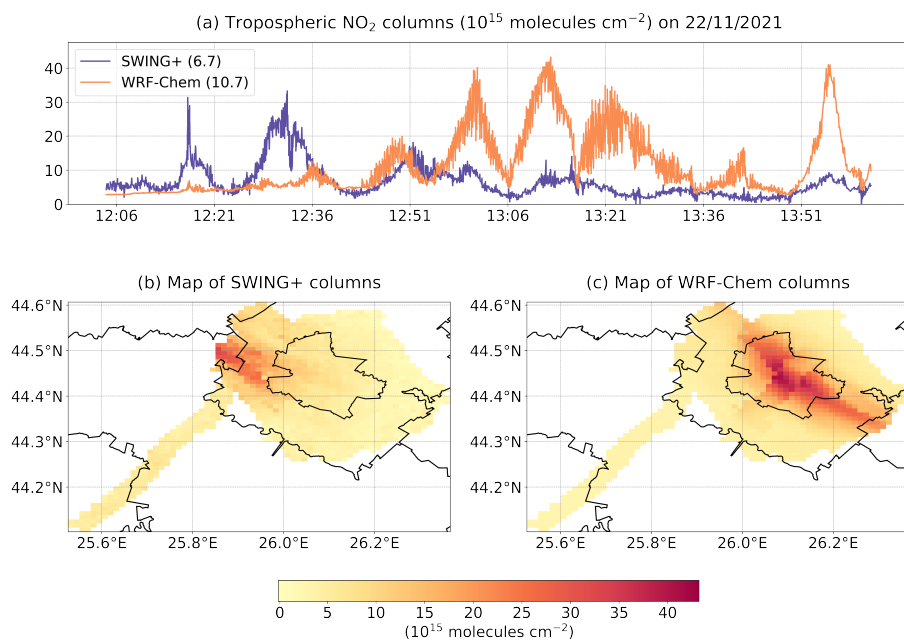 (a) Tropospheric NO₂ columns (10¹⁵ molecules cm⁻²) on 22/11/2021
SWING+ (6.7)
WRF-Chem (10.7)
40
30
20
10
0
12:06 12:21 12:36 12:51 13:06 13:21 13:36 13:51
(b) Map of SWING+ columns
(c) Map of WRF-Chem columns
44.6°N
44.5°N
44.4°N
44.3°N
44.2°N
25.6°E 25.8°E 26.0°E 26.2°E
44.6°N
44.5°N
44.4°N
44.3°N
44.2°N
25.6°E 25.8°E 26.0°E 26.2°E
0 5 10 15 20 25 30 35 40
(10¹⁵ molecules cm⁻²)